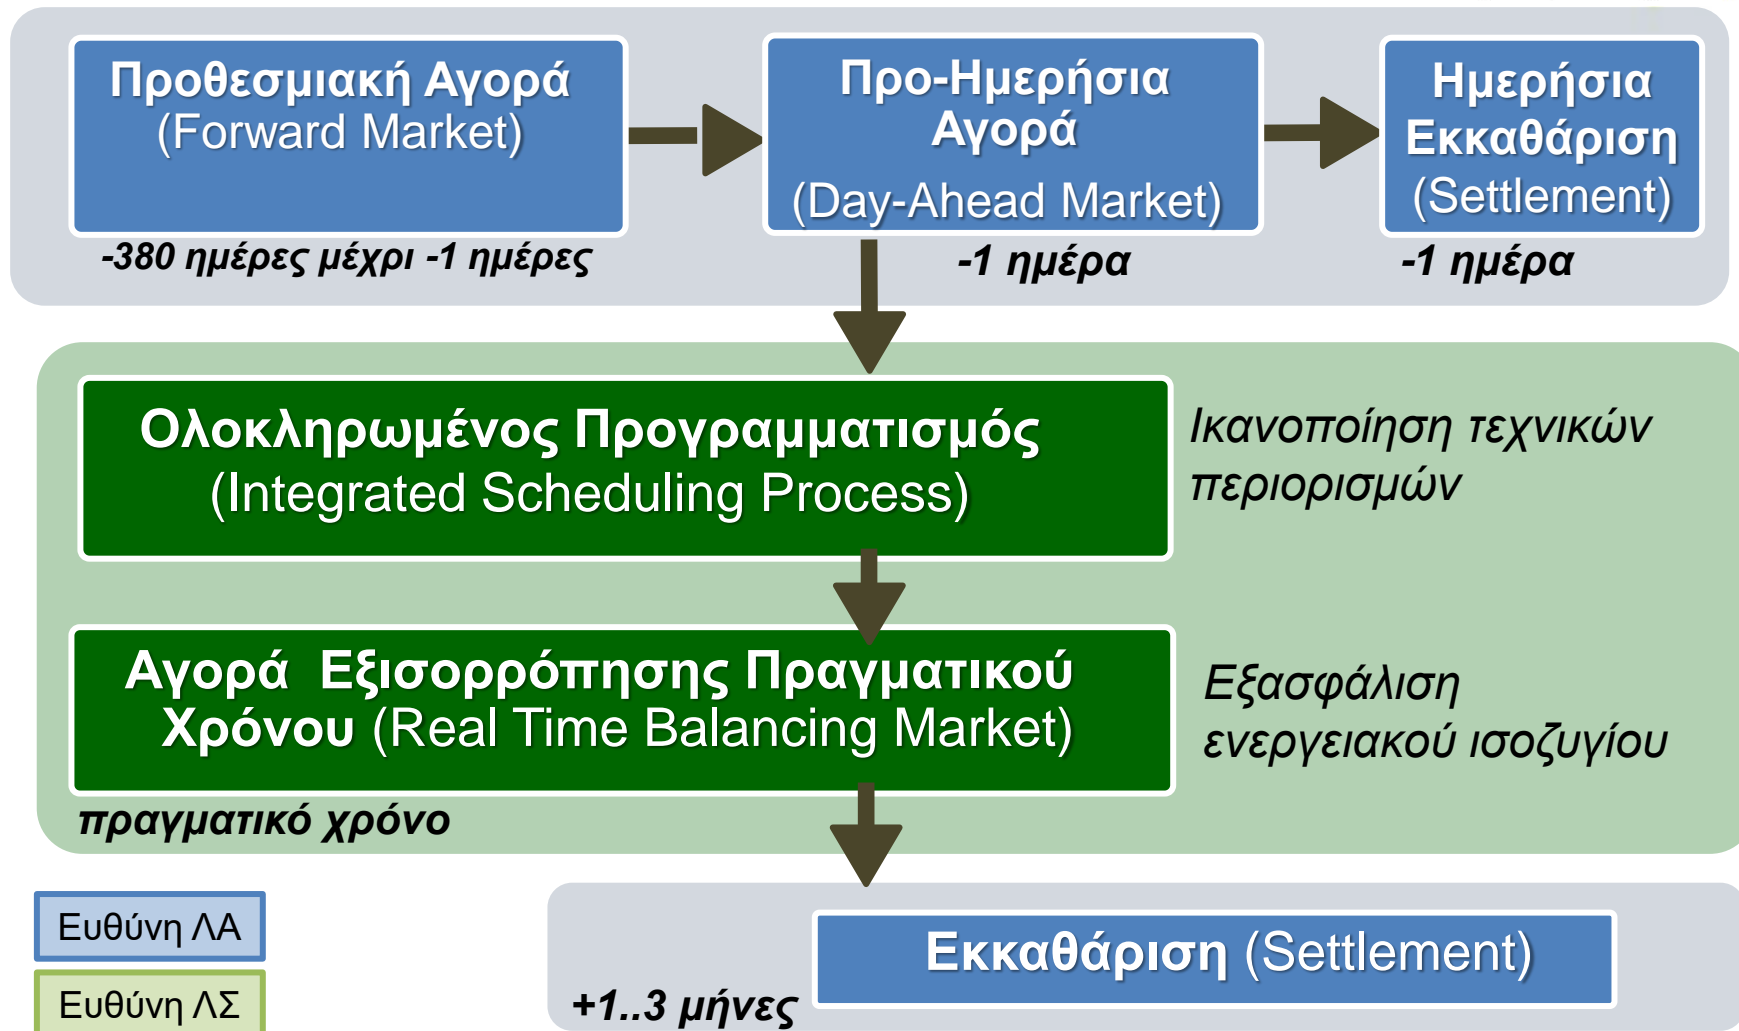 Προθεσμιακή Αγορά
(Forward Market)
-380 ημέρες μέχρι -1 ημέρες
Προ-Ημερήσια
Αγορά
(Day-Ahead Market)
-1 ημέρα
Ημερήσια
Εκκαθάριση
(Settlement)
-1 ημέρα
Ολοκληρωμένος Προγραμματισμός
(Integrated Scheduling Process)
Ικανοποίηση τεχνικών
περιορισμών
Αγορά Εξισορρόπησης Πραγματικού
Χρόνου (Real Time Balancing Market)
Εξασφάλιση
ενεργειακού ισοζυγίου
πραγματικό χρόνο
Ευθύνη ΛΑ
Ευθύνη ΛΣ
Εκκαθάριση (Settlement)
+1..3 μήνες